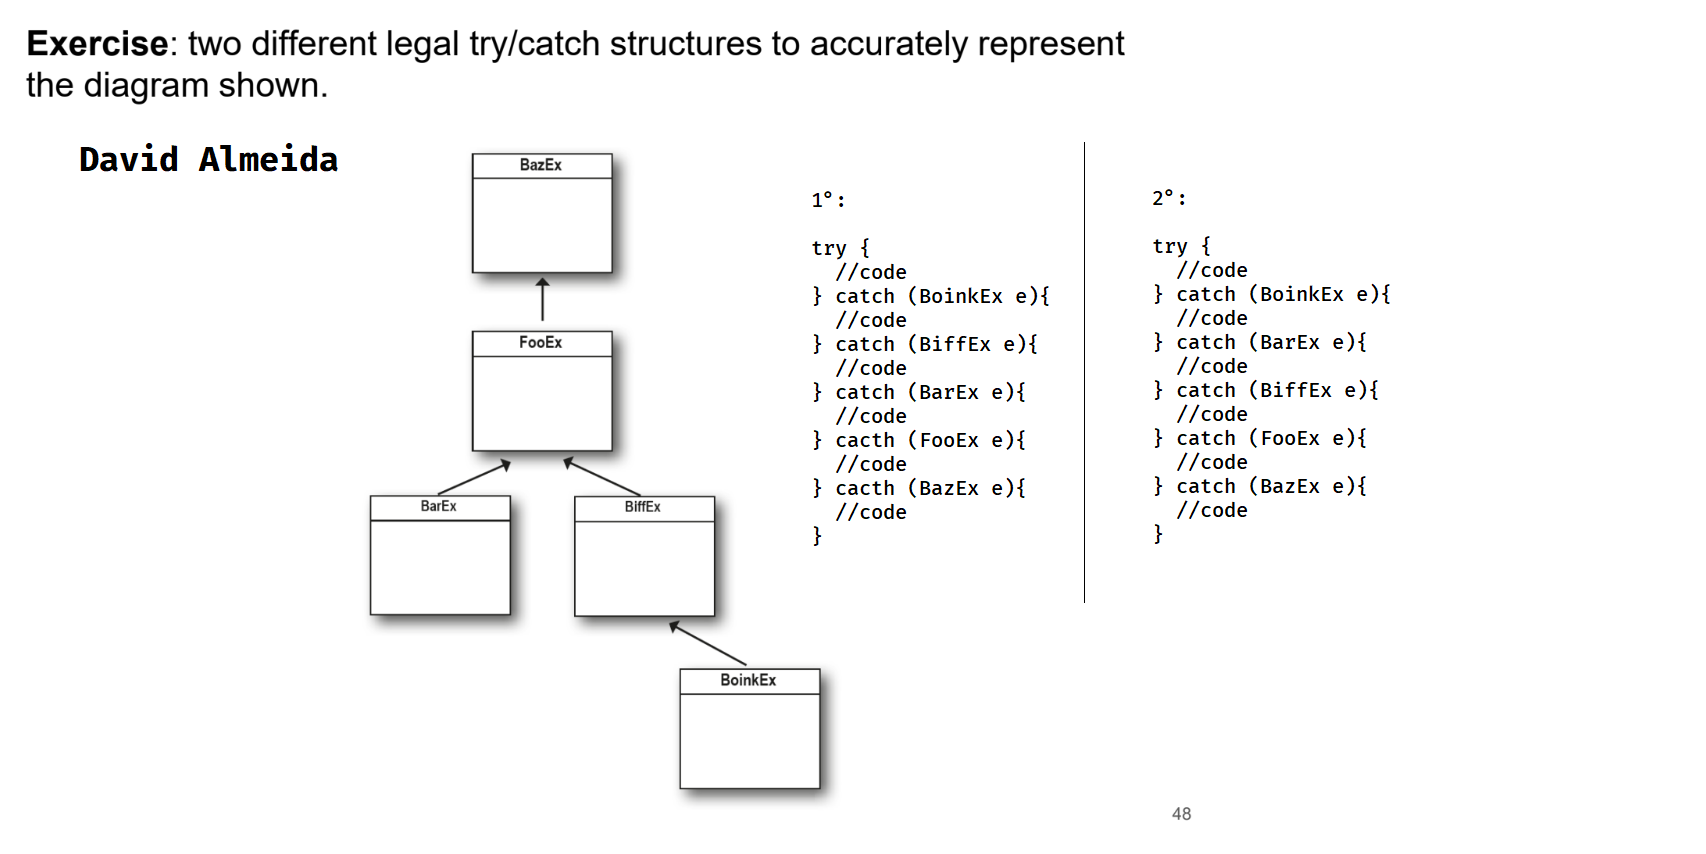 Exercise: two different legal try/catch structures to accurately represent
the diagram shown.
David Almeida
BazEx
FooEx
BarEx
BiffEx
BoinkEx
1°:
try {
  //code
} catch (BoinkEx e){
  //code
} catch (BiffEx e){
  //code
} catch (BarEx e){
  //code
} cacth (FooEx e){
  //code
} cacth (BazEx e){
  //code
}
2°:
try {
  //code
} catch (BoinkEx e){
  //code
} catch (BarEx e){
  //code
} catch (BiffEx e){
  //code
} catch (FooEx e){
  //code
} catch (BazEx e){
  //code
}
48